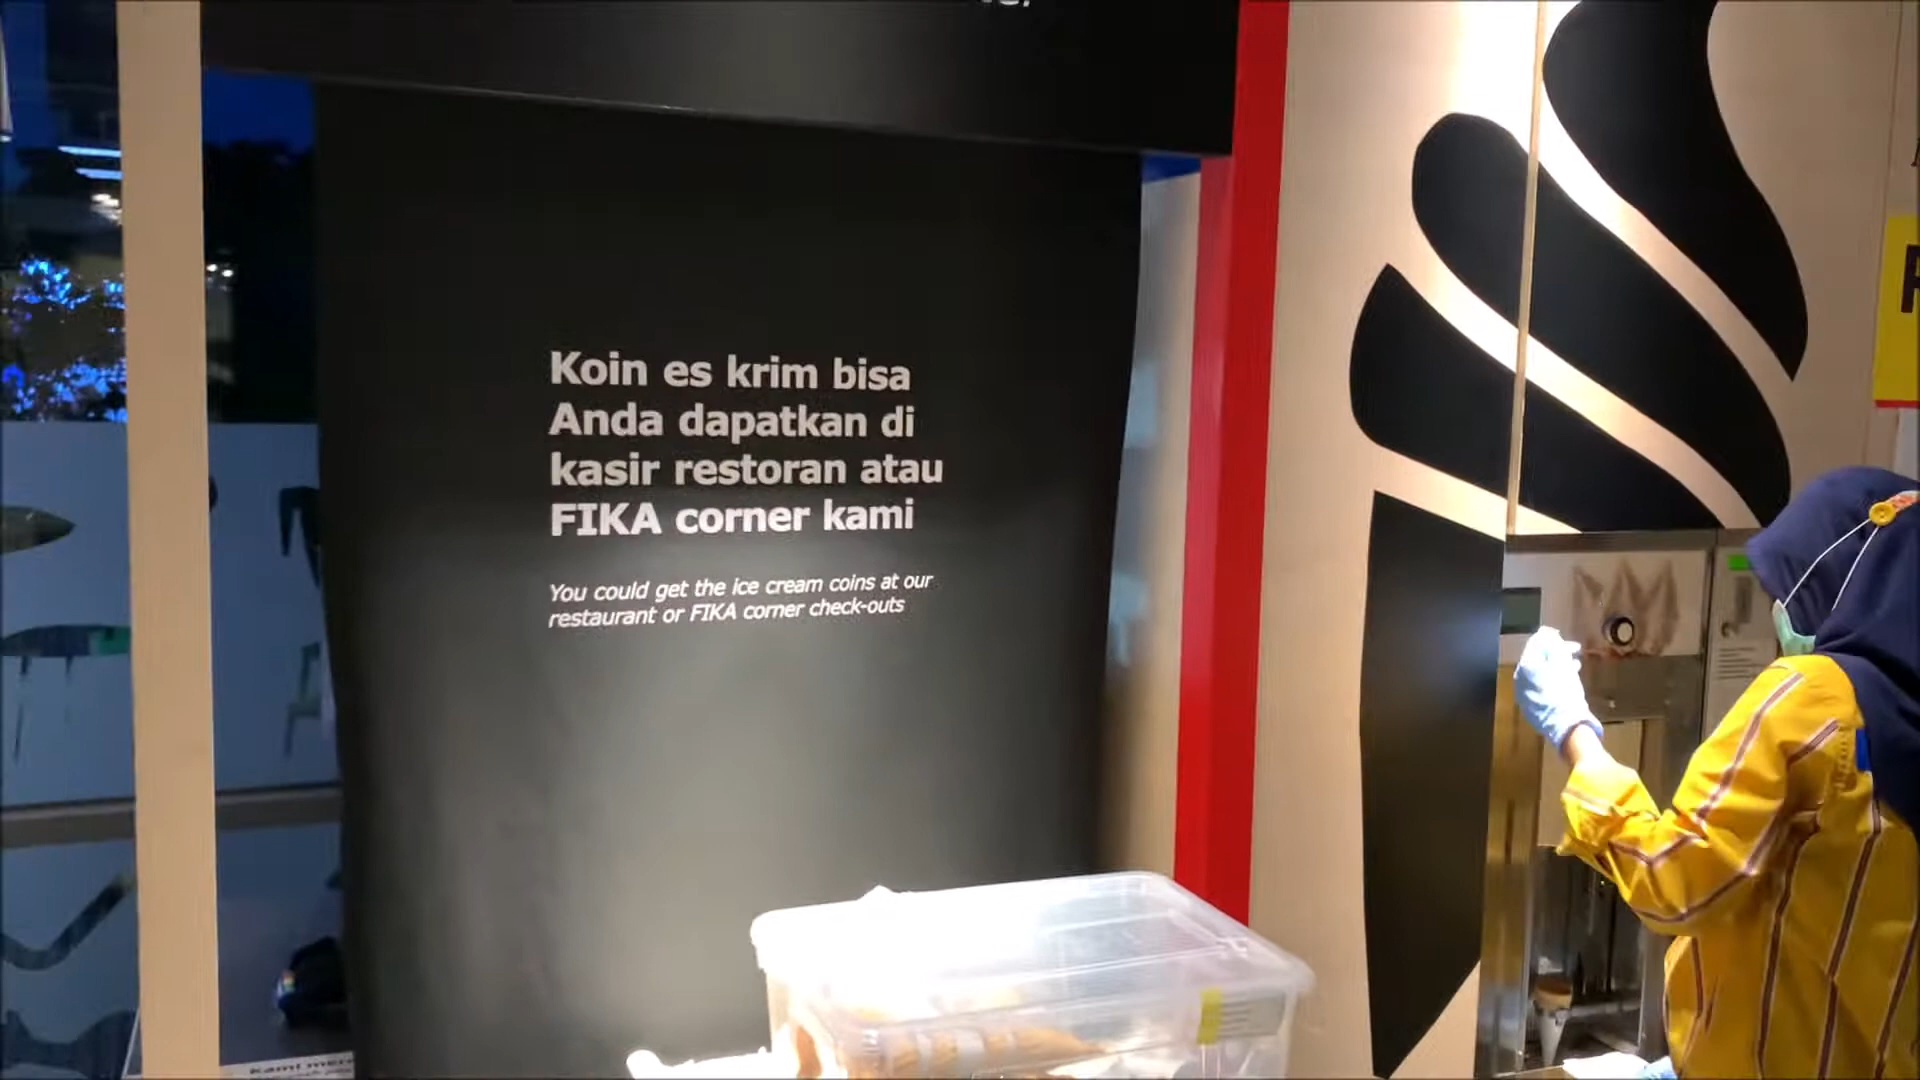 Koin es krim bisa
Anda dapatkan di
kasir restoran atau
FIKA corner kami
You could get the ice cream coins at our
restaurant or FIKA corner check-outs